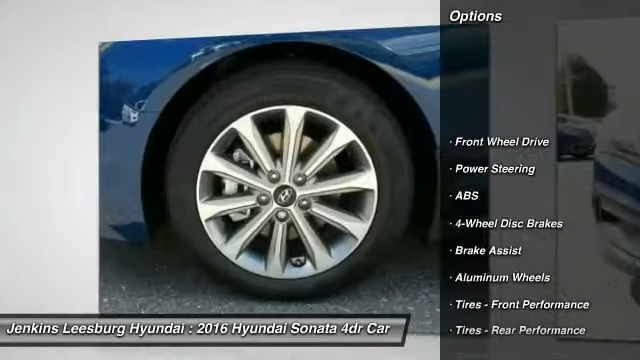 Options
· Front Wheel Drive
· Power Steering
· ABS
· 4-Wheel Disc Brakes
· Brake Assist
· Aluminum Wheels
· Tires - Front Performance
· Tires - Rear Performance
Jenkins Leesburg Hyundai : 2016 Hyundai Sonata 4dr Car